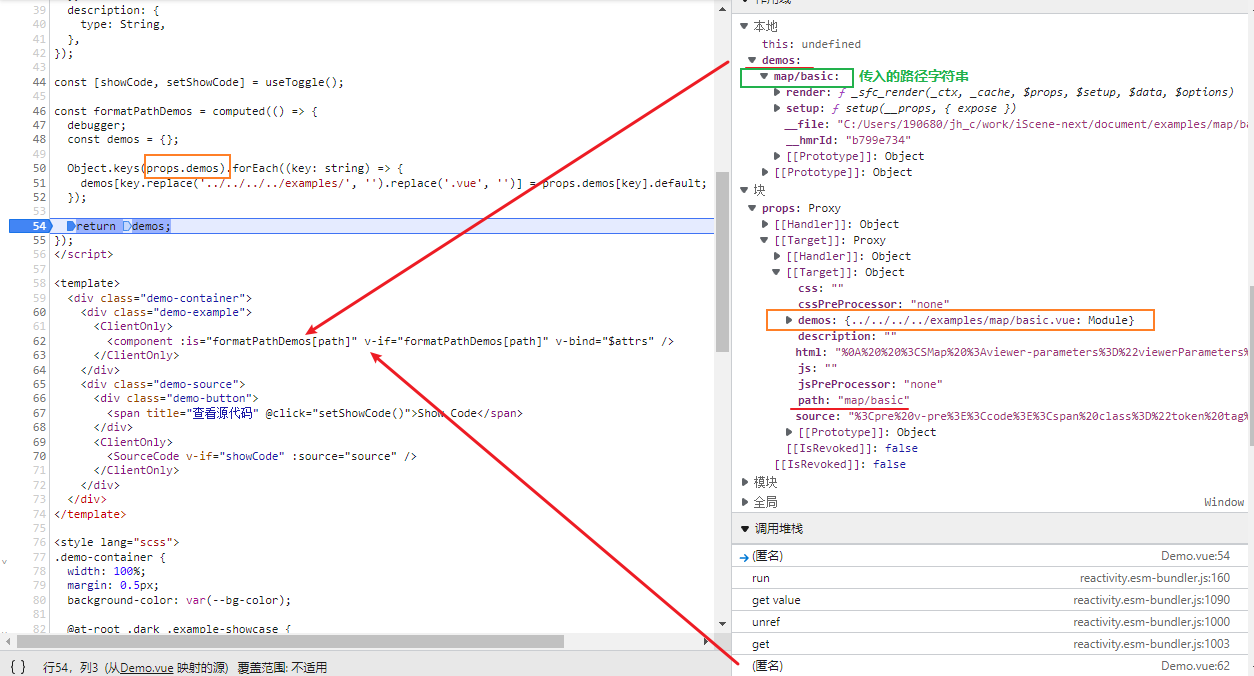 39
description: {
40 type: String,
41 },
42 });
43
44 const [showCode, setShowCode] = useToggle();
45
46 const formatPathDemos = computed(() => {
47 debugger;
48 const demos = {};
49
50 Object.keys(props.demos).forEach((key: string) => {
51 demos[key.replace('../../../../examples/', '').replace('.vue', '')] = props.demos[key].default;
52 });
53
54 return demos;
55 });
56 </script>
57
58 <template>
59 <div class="demo-container">
60 <div class="demo-example">
61 <ClientOnly>
62 <component :is="formatPathDemos[path]" v-if="formatPathDemos[path]" v-bind="$attrs" />
63 </ClientOnly>
64 </div>
65 <div class="demo-source">
66 <div class="demo-button">
67 <span title="查看源代码" @click="setShowCode()">Show Code</span>
68 </div>
69 <ClientOnly>
70 <SourceCode v-if="showCode" :source="source" />
71 </ClientOnly>
72 </div>
73 </div>
74 </template>
75
76 <style lang="scss">
77 .demo-container {
78 width: 100%;
79 margin: 0.5px;
80 background-color: var(--bg-color);
81
82 @at-root .dark .example-showcase {
{ } 行54，列3 (从Demo.vue 映射的源) 覆盖范围: 不适用
作用域
本地
this: undefined
demos:
map/basic: 传入的路径字符串
render: ƒ _sfc_render(_ctx, _cache, $props, $setup, $data, $options)
setup: ƒ setup(__props, { expose })
__file: "C:/Users/190680/jh_c/work/iScene-next/document/examples/map/ba
__hmrId: "b799e734"
[[Prototype]]: Object
[[Prototype]]: Object
块
props: Proxy
[[Handler]]: Object
[[Target]]: Proxy
[[Handler]]: Object
[[Target]]: Object
css: ""
cssPreProcessor: "none"
demos: {../../../../examples/map/basic.vue: Module}
description: ""
html: "%0A%20%20%3CSMap%20%3Aviewer-parameters%3D%22viewerParameters%
js: ""
jsPreProcessor: "none"
path: "map/basic"
source: "%3Cpre%20v-pre%3E%3Ccode%3E%3Cspan%20class%3D%22token%20tag%
[[Prototype]]: Object
[[IsRevoked]]: false
[[IsRevoked]]: false
模块
全局 Window
调用堆栈
(匿名) Demo.vue:54
run reactivity.esm-bundler.js:160
get value reactivity.esm-bundler.js:1090
unref reactivity.esm-bundler.js:1000
get reactivity.esm-bundler.js:1003
(匿名) Demo.vue:62